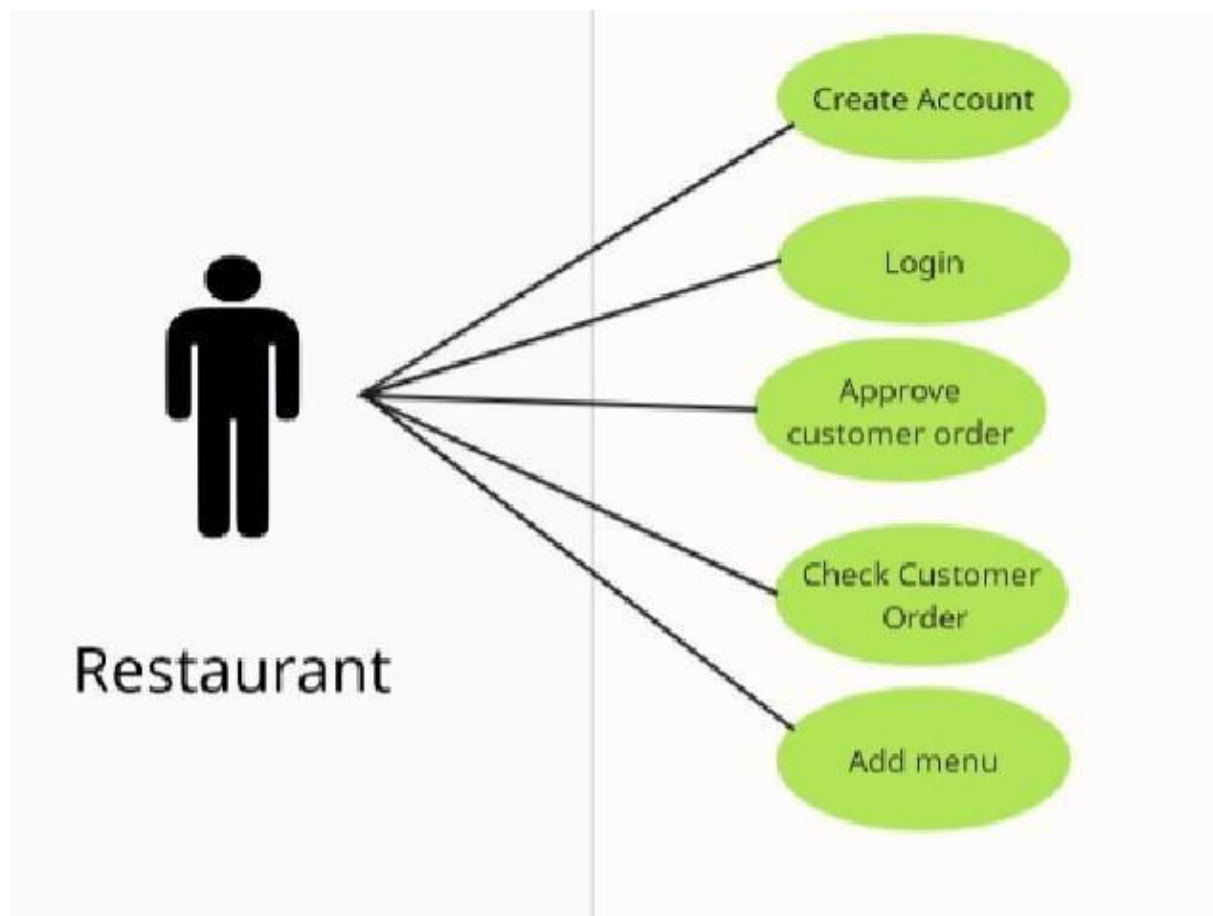 Create Account
Login
Approve
customer order
Check Customer
Order
Add menu
Restaurant